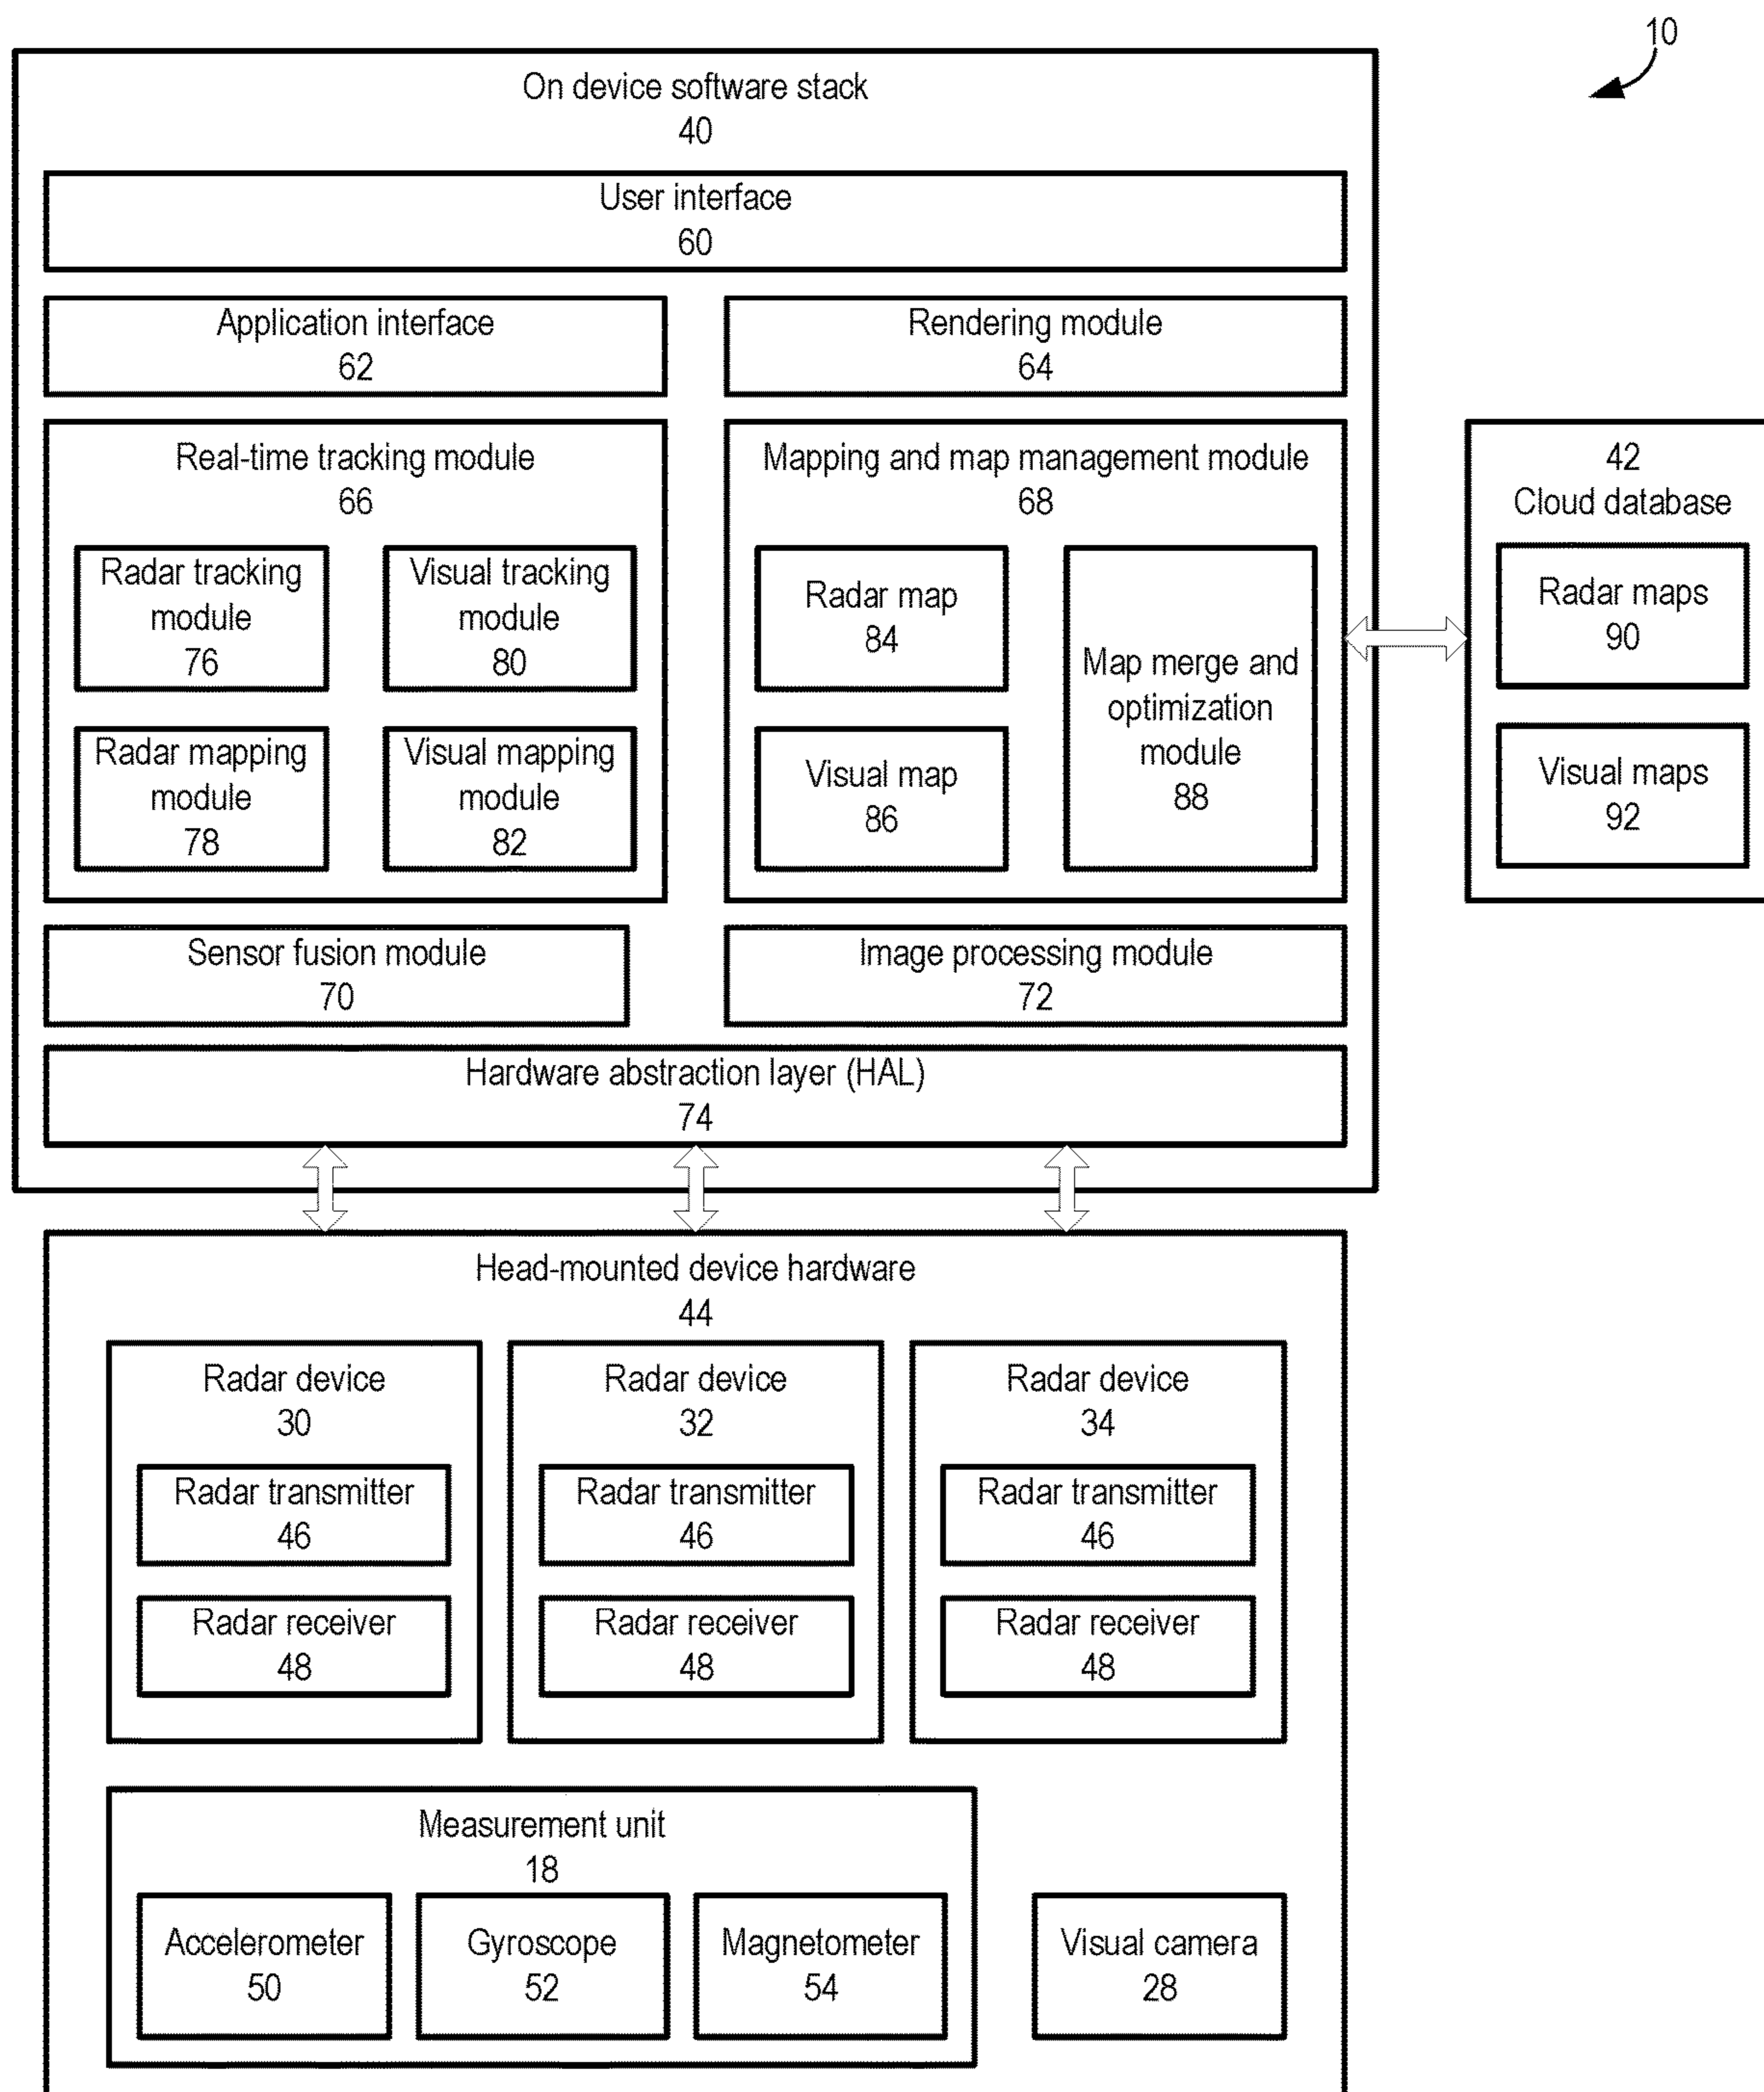 10
On device software stack
40
User interface
60
Application interface
62
Rendering module
64
Real-time tracking module
66
Radar tracking
module
76
Visual tracking
module
80
Radar mapping
module
78
Visual mapping
module
82
Mapping and map management module
68
Radar map
84
Visual map
86
Map merge and
optimization
module
88
42
Cloud database
Radar maps
90
Visual maps
92
Sensor fusion module
70
Image processing module
72
Hardware abstraction layer (HAL)
74
Head-mounted device hardware
44
Radar device
30
Radar transmitter
46
Radar receiver
48
Radar device
32
Radar transmitter
46
Radar receiver
48
Radar device
34
Radar transmitter
46
Radar receiver
48
Measurement unit
18
Accelerometer
50
Gyroscope
52
Magnetometer
54
Visual camera
28